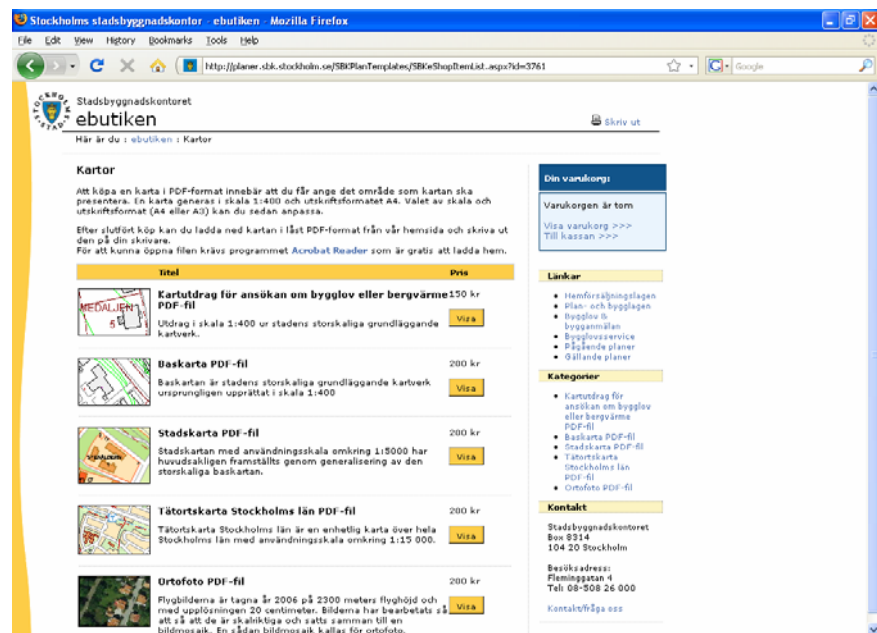 Stockholms stadsbyggnadskontor - ebutiken - Mozilla Firefox
File Edit View History Bookmarks Tools Help
http://planer.sbk.stockholm.se/SBKPlanTemplates/SBKeShopItemList.aspx?id=3761
Google
STOCKHOLMS STAD
Stadsbyggnadskontoret
ebutiken
Skriv ut
Här är du : ebutiken : Kartor
Kartor
Att köpa en karta i PDF-format innebär att du får ange det område som kartan ska
presentera. En karta generas i skala 1:400 och utskriftsformatet A4. Valet av skala och
utskriftsformat (A4 eller A3) kan du sedan anpassa.
Efter slutfört köp kan du ladda ned kartan i låst PDF-format från vår hemsida och skriva ut
den på din skrivare.
För att kunna öppna filen krävs programmet Acrobat Reader som är gratis att ladda hem.
Titel Pris
MEDALJEN
5
Kartutdrag för ansökan om bygglov eller bergvärme 150 kr
PDF-fil
Visa
Utdrag i skala 1:400 ur stadens storskaliga grundläggande
kartverk.
Baskarta PDF-fil 200 kr
Baskartan är stadens storskaliga grundläggande kartverk
ursprungligen upprättat i skala 1:400
Visa
Stadskarta PDF-fil 200 kr
Stadskartan med användningsskala omkring 1:5000 har
huvudsakligen framställts genom generalisering av den
storskaliga baskartan.
Visa
Tätortskarta Stockholms län PDF-fil 200 kr
Tätortskarta Stockholms län är en enhetlig karta över hela
Stockholms län med användningsskala omkring 1:15 000.
Visa
Ortofoto PDF-fil 200 kr
Flygbilderna är tagna år 2006 på 2300 meters flyghöjd och
med upplösningen 20 centimeter. Bilderna har bearbetats så
att så att de är skalriktiga och satts samman till en
bildmosaik. En sådan bildmosaik kallas för ortofoto.
Visa
Din varukorg:
Varukorgen är tom
Visa varukorg >>>
Till kassan >>>
Länkar
Hemförsäljningslagen
Plan- och bygglagen
Bygglov &
bygganmälan
Bygglovsservice
Pågående planer
Gällande planer
Kategorier
Kartutdrag för
ansökan om bygglov
eller bergvärme
PDF-fil
Baskarta PDF-fil
Stadskarta PDF-fil
Tätortskarta
Stockholms län
PDF-fil
Ortofoto PDF-fil
Kontakt
Stadsbyggnadskontoret
Box 8314
104 20 Stockholm
Besöksadress:
Fleminggatan 4
Tel: 08-508 26 000
Kontakt/fråga oss